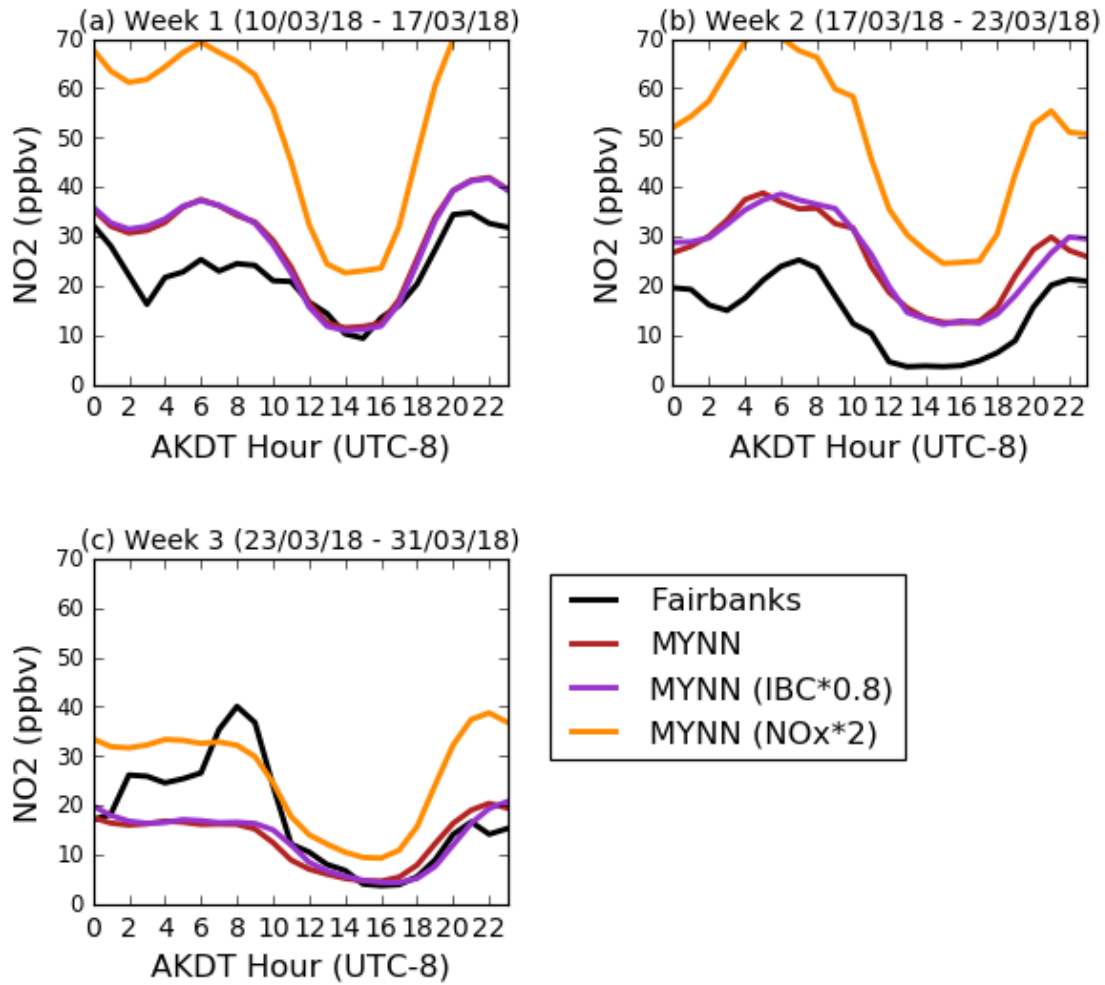 (a) Week 1 (10/03/18 - 17/03/18)
70
60
50
40
30
20
10
0
NO2 (ppbv)
0 2 4 6 8 10 12 14 16 18 20 22
AKDT Hour (UTC-8)
(b) Week 2 (17/03/18 - 23/03/18)
70
60
50
40
30
20
10
0
NO2 (ppbv)
0 2 4 6 8 10 12 14 16 18 20 22
AKDT Hour (UTC-8)
(c) Week 3 (23/03/18 - 31/03/18)
70
60
50
40
30
20
10
0
NO2 (ppbv)
0 2 4 6 8 10 12 14 16 18 20 22
AKDT Hour (UTC-8)
Fairbanks
MYNN
MYNN (IBC*0.8)
MYNN (NOx*2)